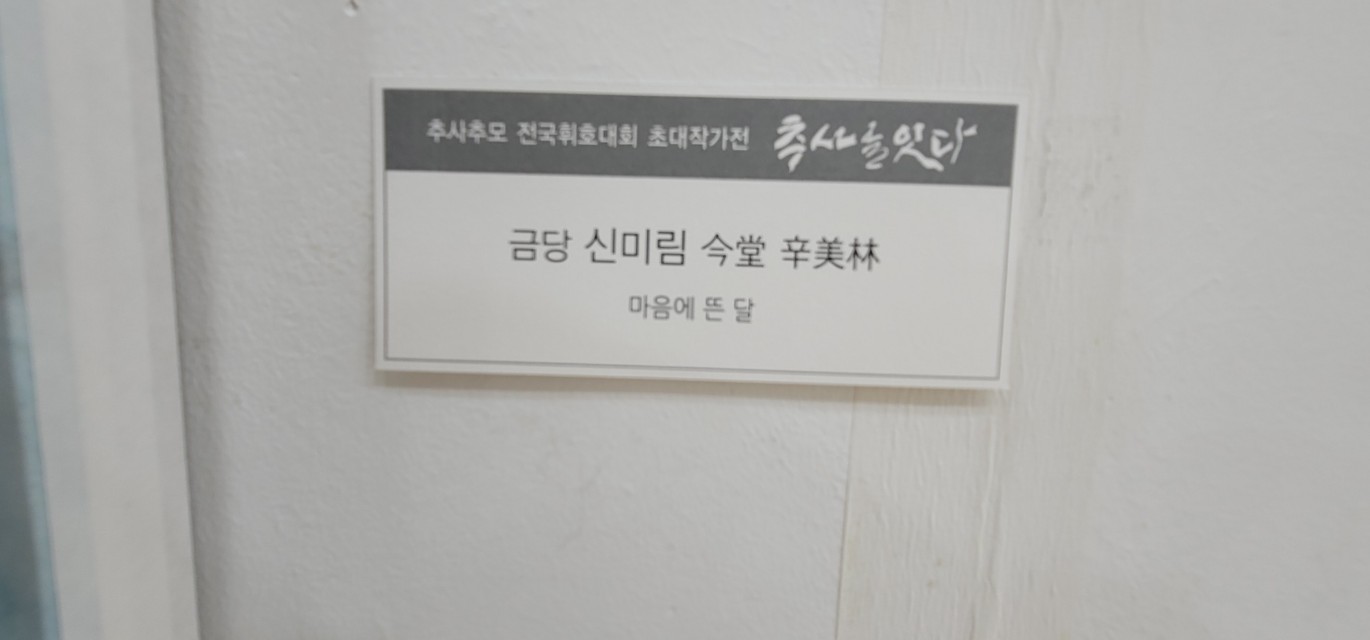 추사추모 전국휘호대회 초대작가전 추사를 잇다
금당 신미림 今堂 辛美林
마음에 뜬 달